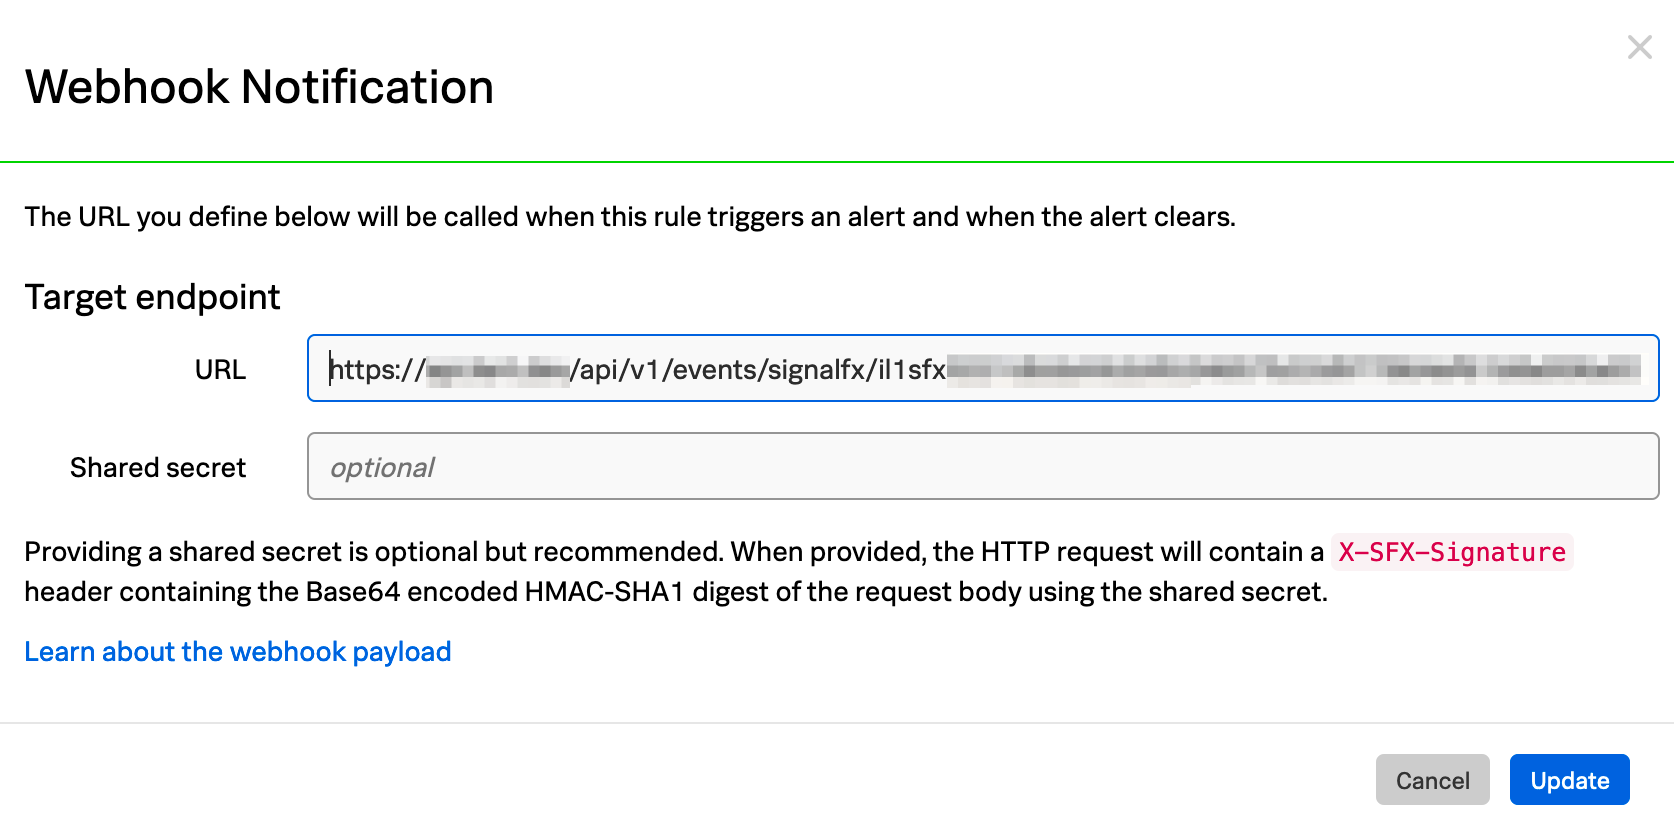 Webhook Notification
The URL you define below will be called when this rule triggers an alert and when the alert clears.
Target endpoint
URL https:///api/v1/events/signalfx/il1sfx
Shared secret optional
Providing a shared secret is optional but recommended. When provided, the HTTP request will contain a X-SFX-Signature
header containing the Base64 encoded HMAC-SHA1 digest of the request body using the shared secret.
Learn about the webhook payload
Cancel Update